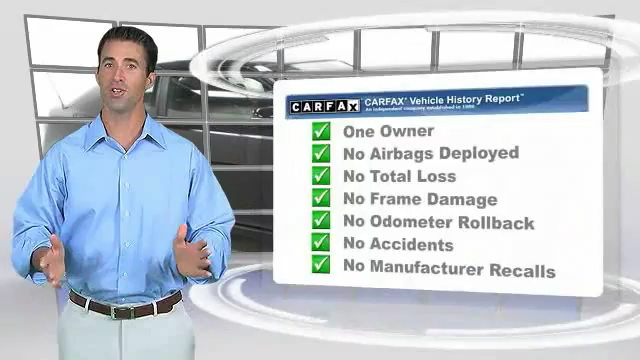 CARFAX CARFAX® Vehicle History Report™
An independent company established in 1986
One Owner
No Airbags Deployed
No Total Loss
No Frame Damage
No Odometer Rollback
No Accidents
No Manufacturer Recalls